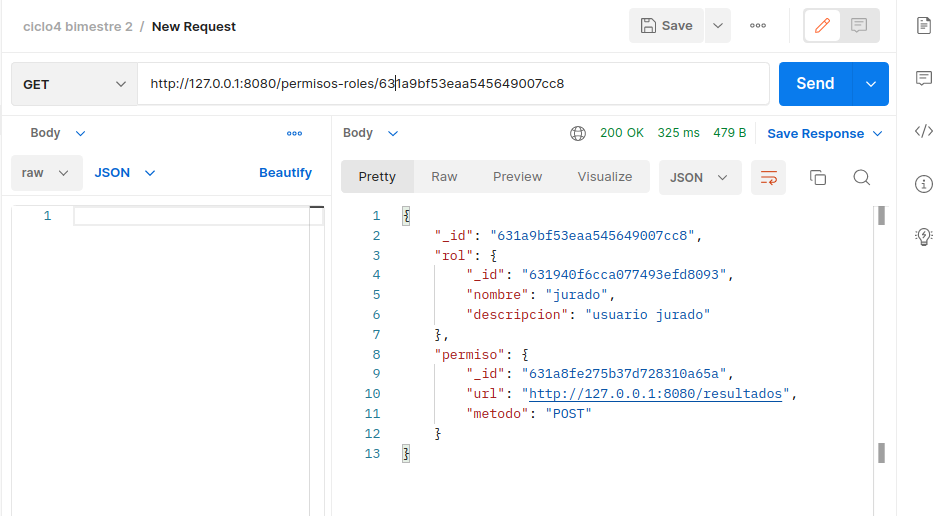 ciclo4 bimestre 2 / New Request
Save
GET
http://127.0.0.1:8080/permisos-roles/631a9bf53eaa545649007cc8
Send
Body
raw
JSON
Beautify
1
Body
200 OK 325 ms 479 B Save Response
Pretty Raw Preview Visualize JSON
1 {
2 "_id": "631a9bf53eaa545649007cc8",
3 "rol": {
4 "_id": "631940f6cca077493efd8093",
5 "nombre": "jurado",
6 "descripcion": "usuario jurado"
7 },
8 "permiso": {
9 "_id": "631a8fe275b37d728310a65a",
10 "url": "http://127.0.0.1:8080/resultados",
11 "metodo": "POST"
12 }
13 }